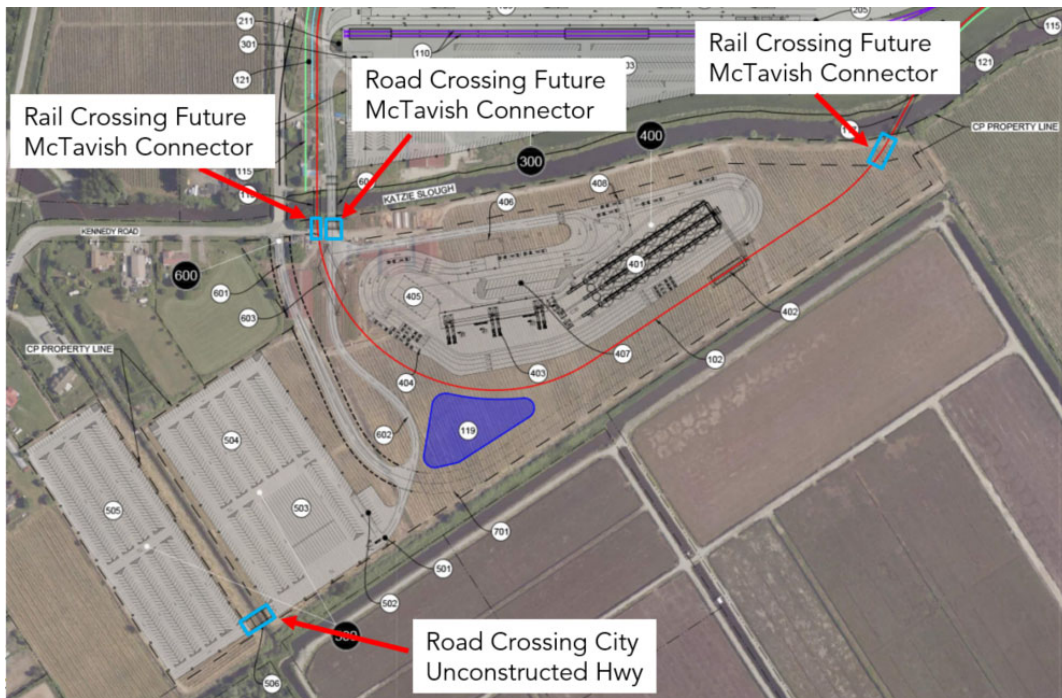 211
205
301
110
103
121
Rail Crossing Future
McTavish Connector
Road Crossing Future
McTavish Connector
Rail Crossing Future
McTavish Connector
115
121
CP PROPERTY LINE
400
300
115
KATZIE SLOUGH
408
406
KENNEDY ROAD
600
601
603
401
405
402
407
CP PROPERTY LINE
404
403
102
602
119
504
503
505
701
501
502
506
Road Crossing City
Unconstructed Hwy